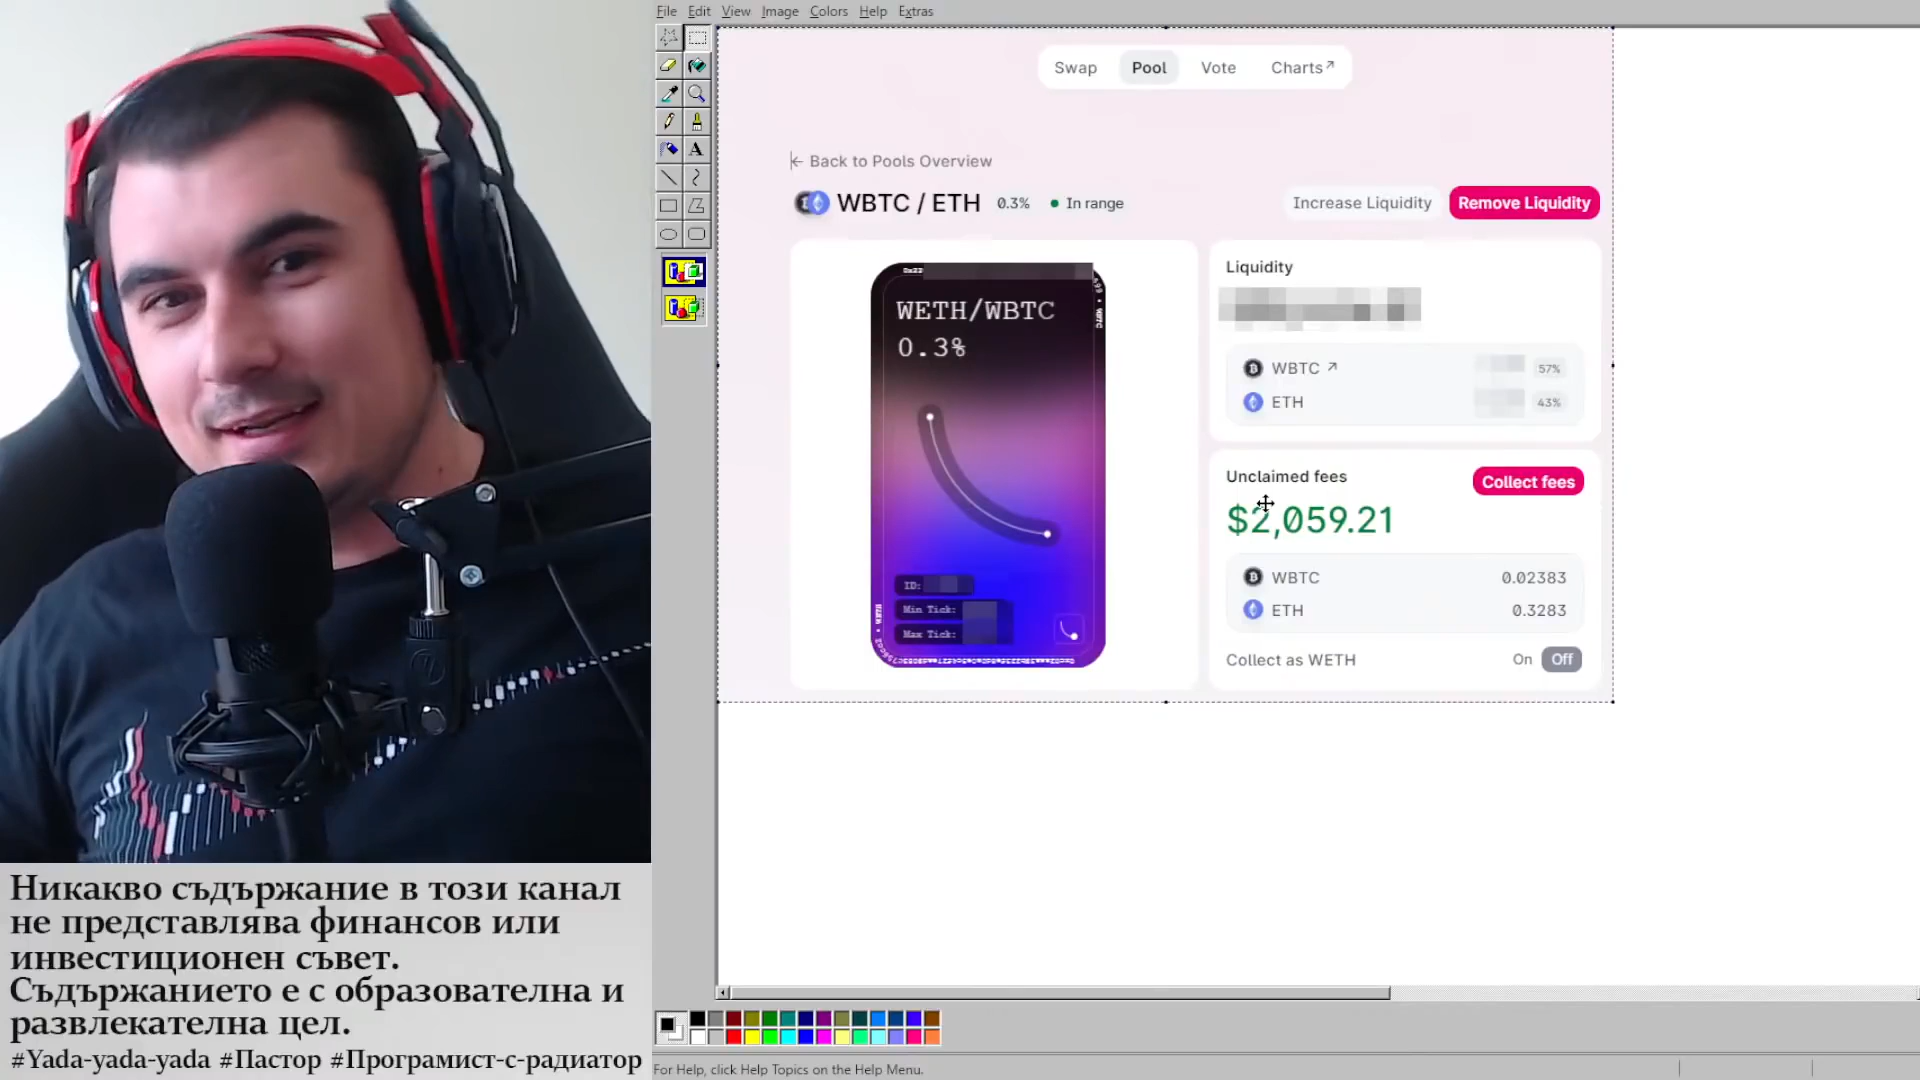 File Edit View Image Colors Help Extras
Swap Pool Vote Charts↗
← Back to Pools Overview
WBTC / ETH 0.3% In range Increase Liquidity Remove Liquidity
WETH/WBTC
0.3%
ID:
Min Tick:
Max Tick:
Liquidity
WBTC ↗ 57%
ETH 43%
Unclaimed fees Collect fees
$2,059.21
WBTC 0.02383
ETH 0.3283
Collect as WETH On Off
Никакво съдържание в този канал
не представлява финансов или
инвестиционен съвет.
Съдържанието е с образователна и
развлекателна цел.
#Yada-yada-yada #Пастор #Програмист-с-радиатор
For Help, click Help Topics on the Help Menu.